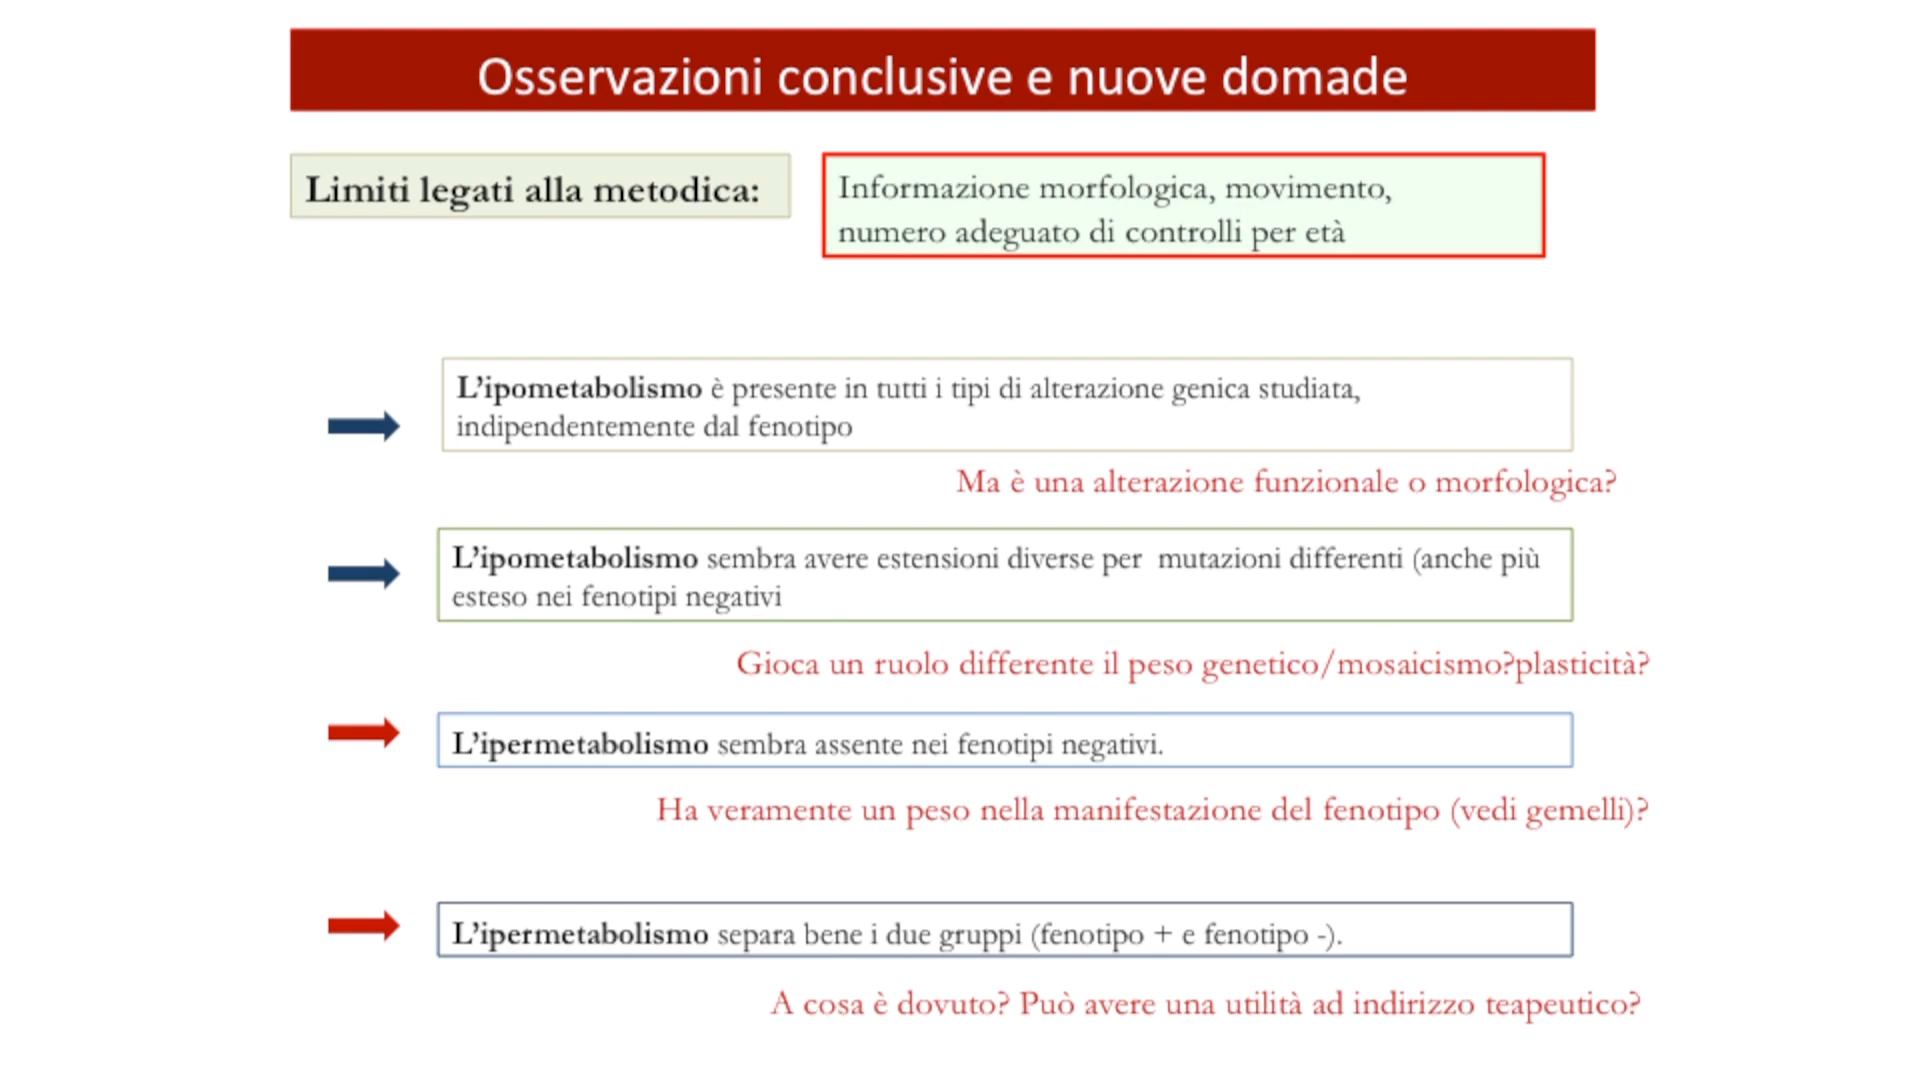 Osservazioni conclusive e nuove domade
Limiti legati alla metodica:
Informazione morfologica, movimento,
numero adeguato di controlli per età
L'ipometabolismo è presente in tutti i tipi di alterazione genica studiata,
indipendentemente dal fenotipo
Ma è una alterazione funzionale o morfologica?
L'ipometabolismo sembra avere estensioni diverse per mutazioni differenti (anche più
esteso nei fenotipi negativi
Gioca un ruolo differente il peso genetico/mosaicismo?plasticità?
L'ipermetabolismo sembra assente nei fenotipi negativi.
Ha veramente un peso nella manifestazione del fenotipo (vedi gemelli)?
L'ipermetabolismo separa bene i due gruppi (fenotipo + e fenotipo -).
A cosa è dovuto? Può avere una utilità ad indirizzo teapeutico?